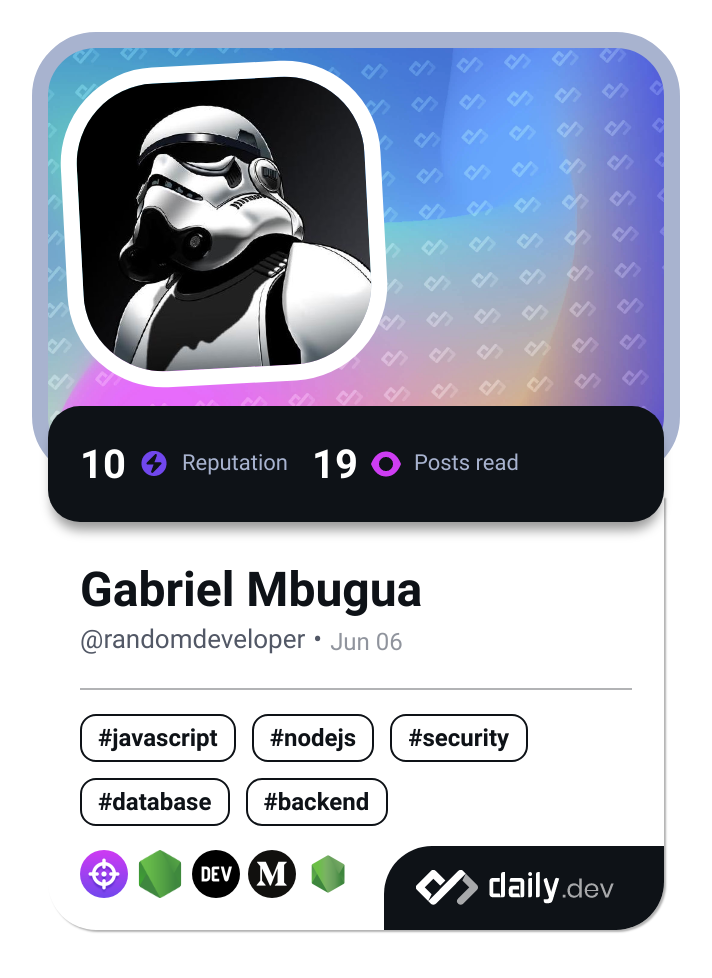 10 Reputation 19 Posts read
Gabriel Mbugua
@randomdeveloper • Jun 06
#javascript #nodejs #security
#database #backend
DEV M daily.dev